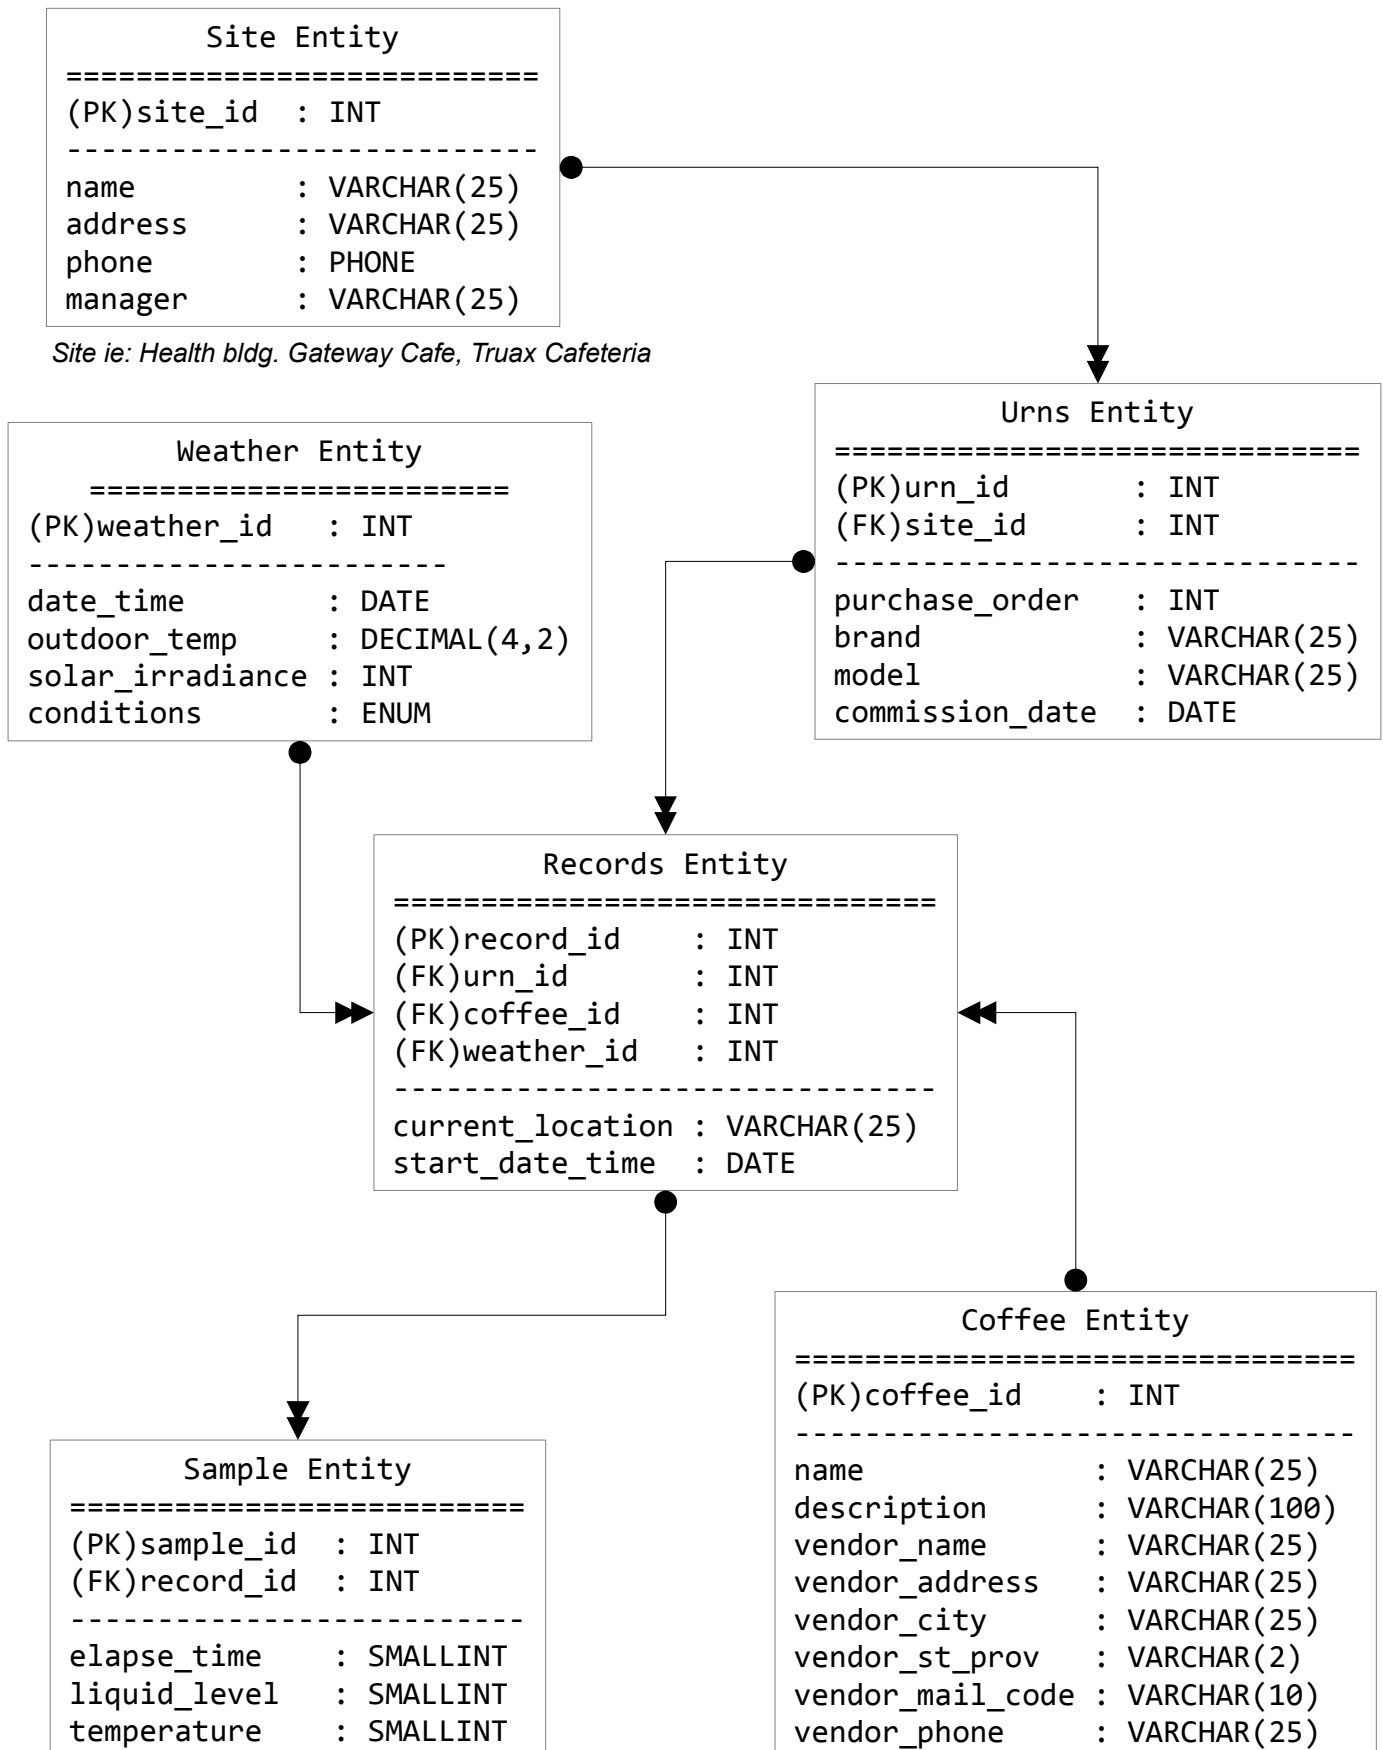 Site Entity
===========================
(PK)site_id  : INT
---------------------------
name         : VARCHAR(25)
address      : VARCHAR(25)
phone        : PHONE
manager      : VARCHAR(25)
Site ie: Health bldg. Gateway Cafe, Truax Cafeteria
Urns Entity
==============================
(PK)urn_id       : INT
(FK)site_id      : INT
------------------------------
purchase_order   : INT
brand            : VARCHAR(25)
model            : VARCHAR(25)
commission_date  : DATE
Weather Entity
========================
(PK)weather_id   : INT
------------------------
date_time        : DATE
outdoor_temp     : DECIMAL(4,2)
solar_irradiance : INT
conditions       : ENUM
Records Entity
===============================
(PK)record_id    : INT
(FK)urn_id       : INT
(FK)coffee_id    : INT
(FK)weather_id   : INT
-------------------------------
current_location : VARCHAR(25)
start_date_time  : DATE
Coffee Entity
================================
(PK)coffee_id    : INT
--------------------------------
name             : VARCHAR(25)
description      : VARCHAR(100)
vendor_name      : VARCHAR(25)
vendor_address   : VARCHAR(25)
vendor_city      : VARCHAR(25)
vendor_st_prov   : VARCHAR(2)
vendor_mail_code : VARCHAR(10)
vendor_phone     : VARCHAR(25)
Sample Entity
==========================
(PK)sample_id  : INT
(FK)record_id  : INT
--------------------------
elapse_time    : SMALLINT
liquid_level   : SMALLINT
temperature    : SMALLINT